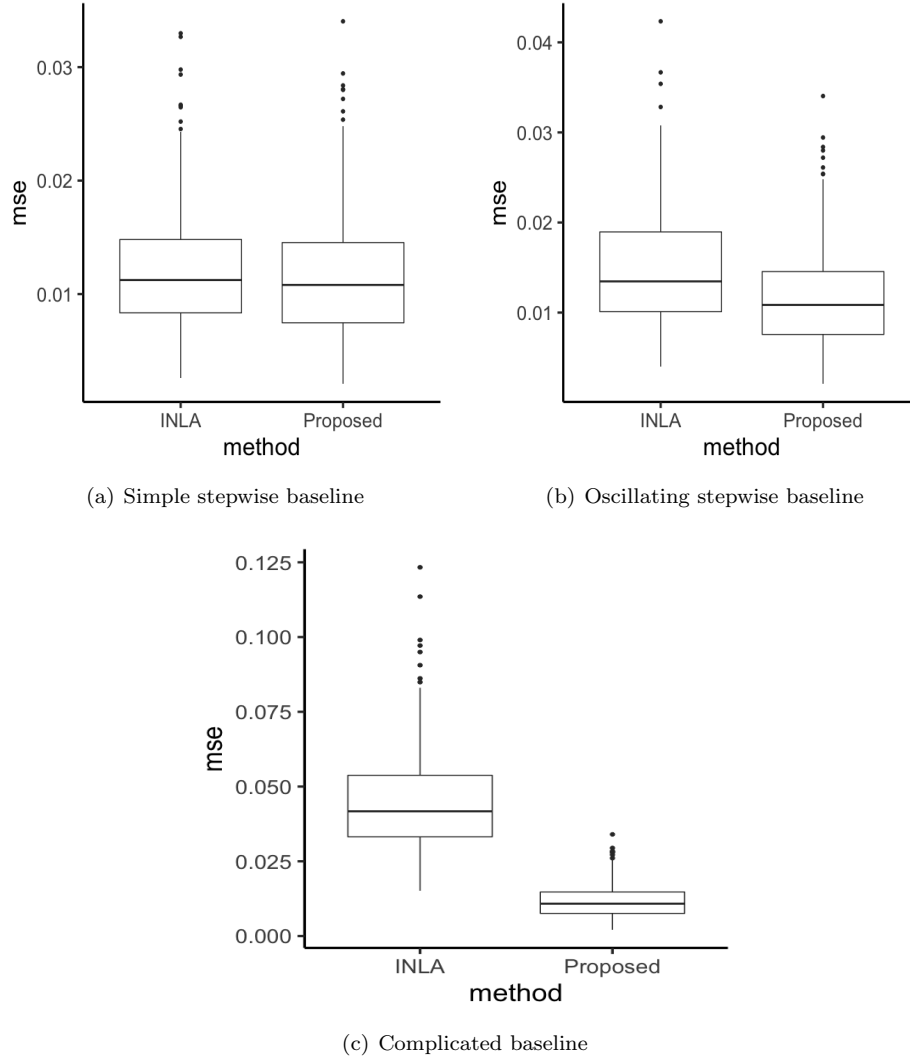 mse
0.03
0.02
0.01
INLA Proposed
method
(a) Simple stepwise baseline
mse
0.04
0.03
0.02
0.01
INLA Proposed
method
(b) Oscillating stepwise baseline
mse
0.125
0.100
0.075
0.050
0.025
0.000
INLA Proposed
method
(c) Complicated baseline